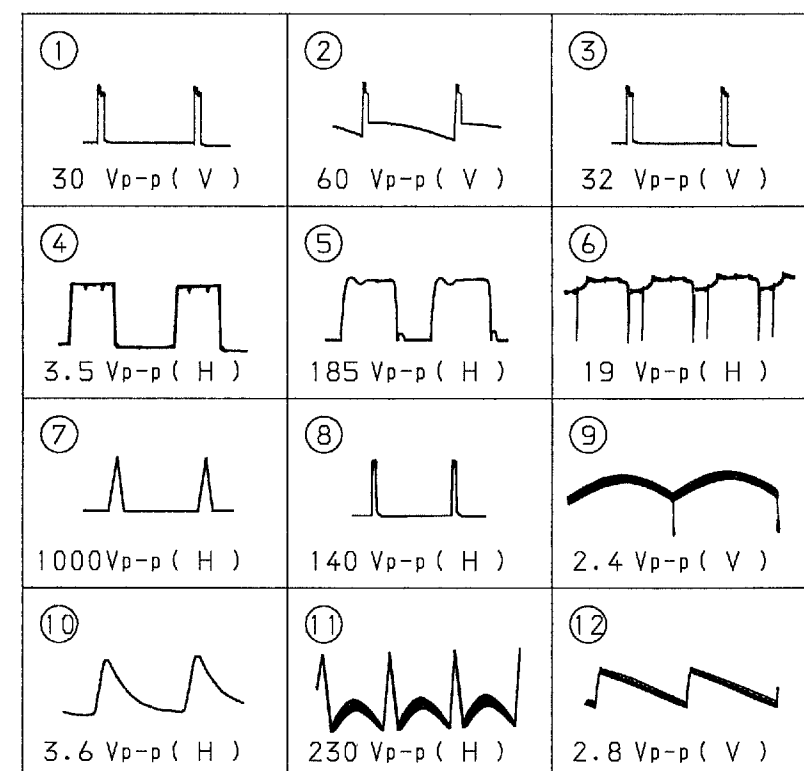 ① ② ③
30 Vp-p ( V ) 60 Vp-p ( V ) 32 Vp-p ( V )
④ ⑤ ⑥
3.5 Vp-p ( H ) 185 Vp-p ( H ) 19 Vp-p ( H )
⑦ ⑧ ⑨
1000 Vp-p ( H ) 140 Vp-p ( H ) 2.4 Vp-p ( V )
⑩ ⑪ ⑫
3.6 Vp-p ( H ) 230 Vp-p ( H ) 2.8 Vp-p ( V )